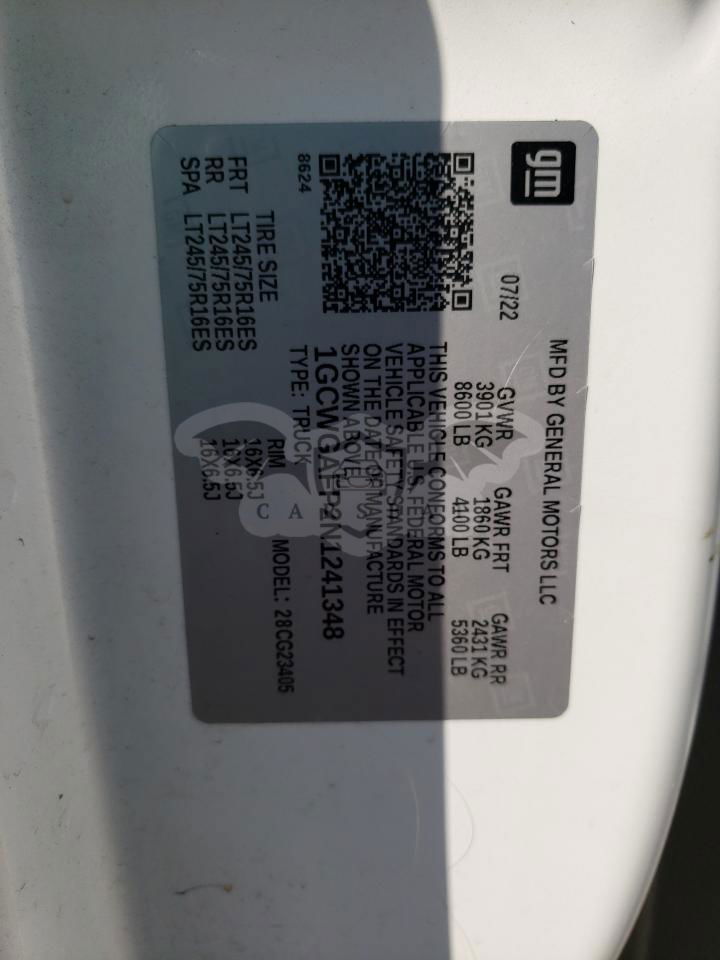 gm
MFD BY GENERAL MOTORS LLC
07/22 GVWR GAWR FRT GAWR RR
3901 KG 1860 KG 2431 KG
8600 LB 4100 LB 5360 LB
THIS VEHICLE CONFORMS TO ALL
APPLICABLE U.S. FEDERAL MOTOR
VEHICLE SAFETY STANDARDS IN EFFECT
ON THE DATE OF MANUFACTURE
SHOWN ABOVE.
1GCWGAFP7N1241348
8624 TYPE: TRUCK MODEL: 28CG23405
TIRE SIZE RIM
FRT LT245/75R16ES 16X6.5J
RR LT245/75R16ES 16X6.5J
SPA LT245/75R16ES 16X6.5J